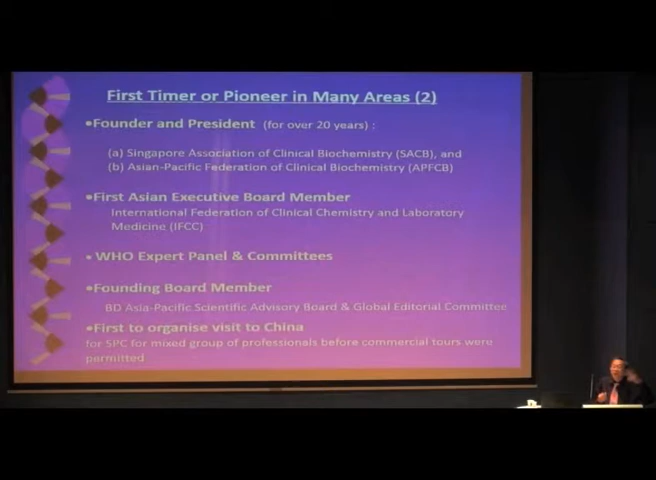 First Timer or Pioneer in Many Areas (2)
•Founder and President (for over 20 years) :
(a) Singapore Association of Clinical Biochemistry (SACB), and
(b) Asian-Pacific Federation of Clinical Biochemistry (APFCB)
•First Asian Executive Board Member
International Federation of Clinical Chemistry and Laboratory
Medicine (IFCC)
• WHO Expert Panel & Committees
•Founding Board Member
BD Asia-Pacific Scientific Advisory Board & Global Editorial Committee
•First to organise visit to China
for SPC for mixed group of professionals before commercial tours were
permitted